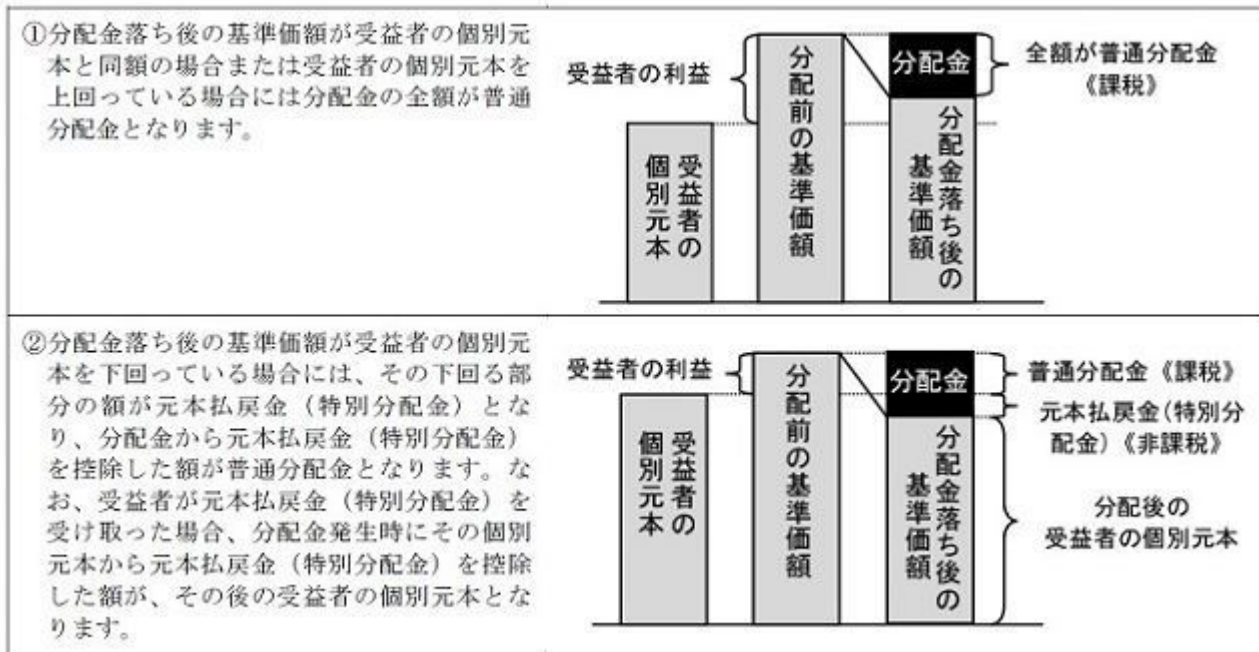 ①分配金落ち後の基準価額が受益者の個別元
本と同額の場合または受益者の個別元本を
上回っている場合には分配金の全額が普通
分配金となります。
受益者の利益
受益者の
個別元本
分配前の基準価額
分配金
分配金落ち後の
基準価額
全額が普通分配金
《課税》
②分配金落ち後の基準価額が受益者の個別元
本を下回っている場合には、その下回る部
分の額が元本払戻金（特別分配金）とな
り、分配金から元本払戻金（特別分配金）
を控除した額が普通分配金となります。な
お、受益者が元本払戻金（特別分配金）を
受け取った場合、分配金発生時にその個別
元本から元本払戻金（特別分配金）を控除
した額が、その後の受益者の個別元本とな
ります。
受益者の利益
受益者の
個別元本
分配前の基準価額
分配金
分配金落ち後の
基準価額
普通分配金《課税》
元本払戻金（特別分
配金）《非課税》
分配後の
受益者の個別元本